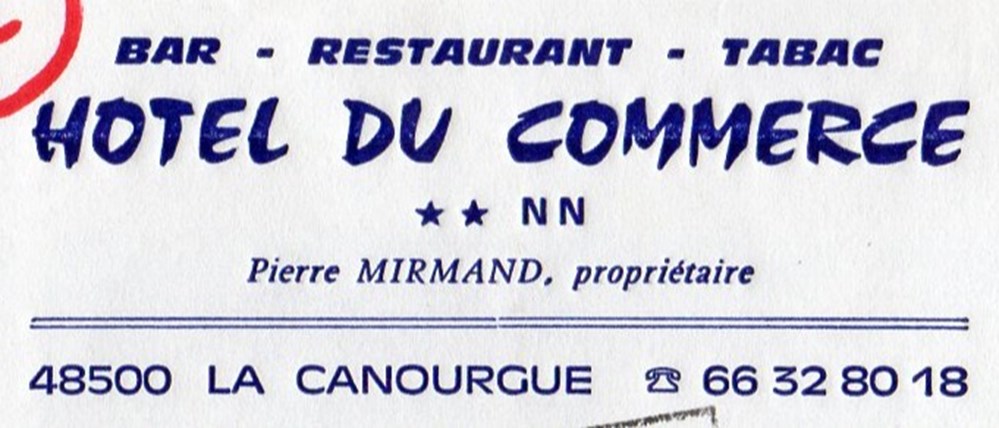 BAR - RESTAURANT - TABAC
HOTEL DU COMMERCE
★ ★ NN
Pierre MIRMAND, propriétaire
48500 LA CANOURGUE ☎ 66 32 80 18